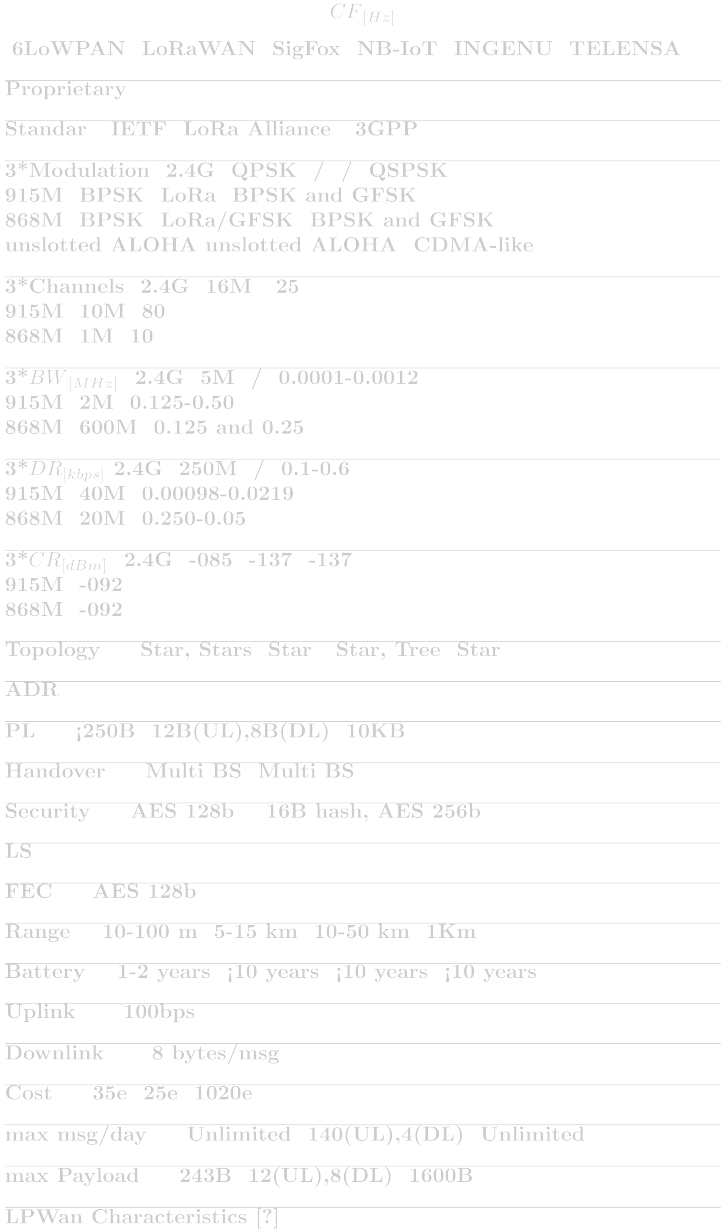 CF[Hz]
6LoWPAN LoRaWAN SigFox NB-IoT INGENU TELENSA
Proprietary
Standar IETF LoRa Alliance 3GPP
3*Modulation 2.4G QPSK / / QSPSK
915M BPSK LoRa BPSK and GFSK
868M BPSK LoRa/GFSK BPSK and GFSK
unslotted ALOHA unslotted ALOHA CDMA-like
3*Channels 2.4G 16M 25
915M 10M 80
868M 1M 10
3*BW[MHz] 2.4G 5M / 0.0001-0.0012
915M 2M 0.125-0.50
868M 600M 0.125 and 0.25
3*DR[kbps] 2.4G 250M / 0.1-0.6
915M 40M 0.00098-0.0219
868M 20M 0.250-0.05
3*CR[dBm] 2.4G -085 -137 -137
915M -092
868M -092
Topology Star, Stars Star Star, Tree Star
ADR
PL ¡250B 12B(UL),8B(DL) 10KB
Handover Multi BS Multi BS
Security AES 128b 16B hash, AES 256b
LS
FEC AES 128b
Range 10-100 m 5-15 km 10-50 km 1Km
Battery 1-2 years ¡10 years ¡10 years ¡10 years
Uplink 100bps
Downlink 8 bytes/msg
Cost 35e 25e 1020e
max msg/day Unlimited 140(UL),4(DL) Unlimited
max Payload 243B 12(UL),8(DL) 1600B
LPWan Characteristics [?]